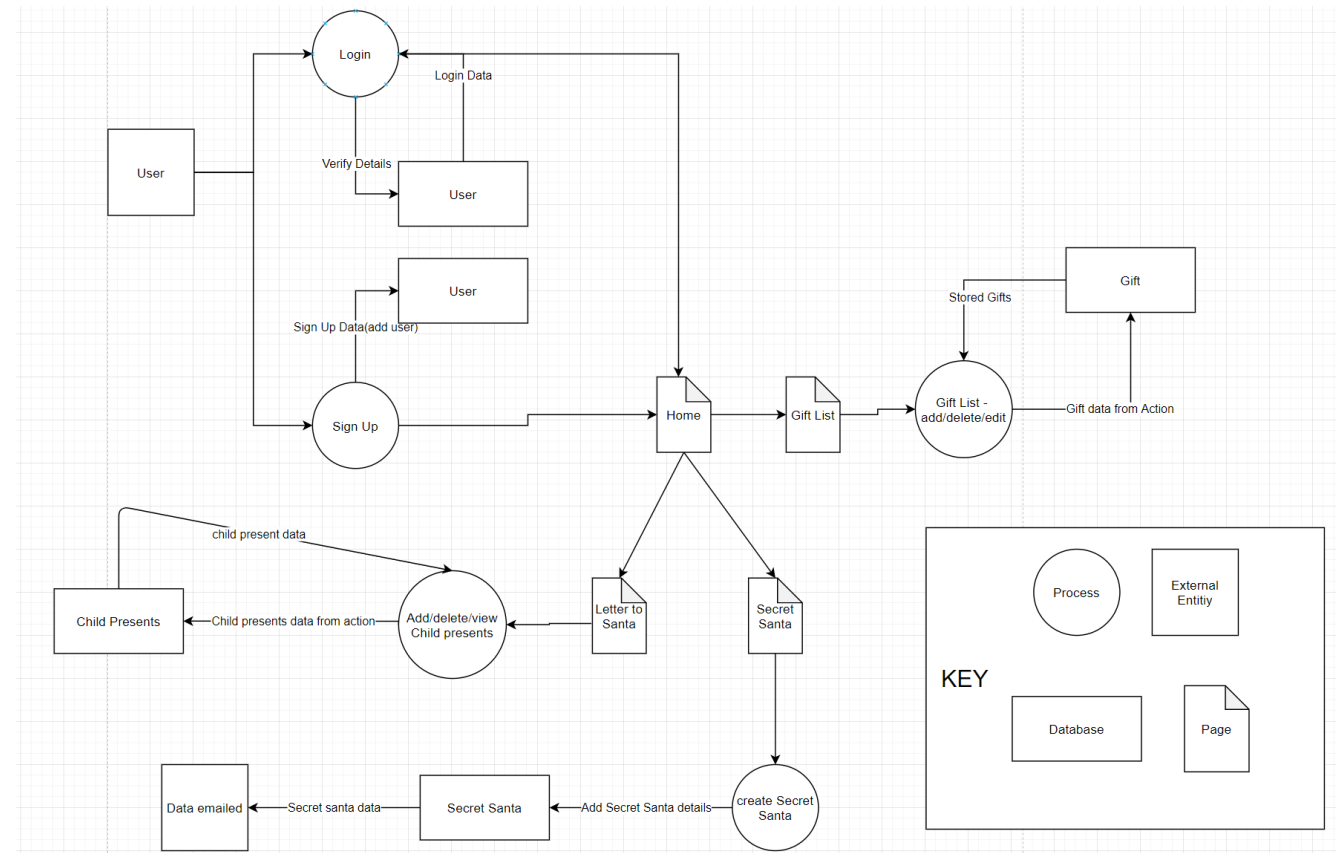 Login
Login Data
Verify Details
User
User
User
Sign Up Data(add user)
Sign Up
Gift
Stored Gifts
Home
Gift List
Gift List -
add/delete/edit
Gift data from Action
child present data
Child Presents
Child presents data from action
Add/delete/view
Child presents
Letter to
Santa
Secret
Santa
Process
External
Entitiy
KEY
Database
Page
Data emailed
Secret santa data
Secret Santa
Add Secret Santa details
create Secret
Santa